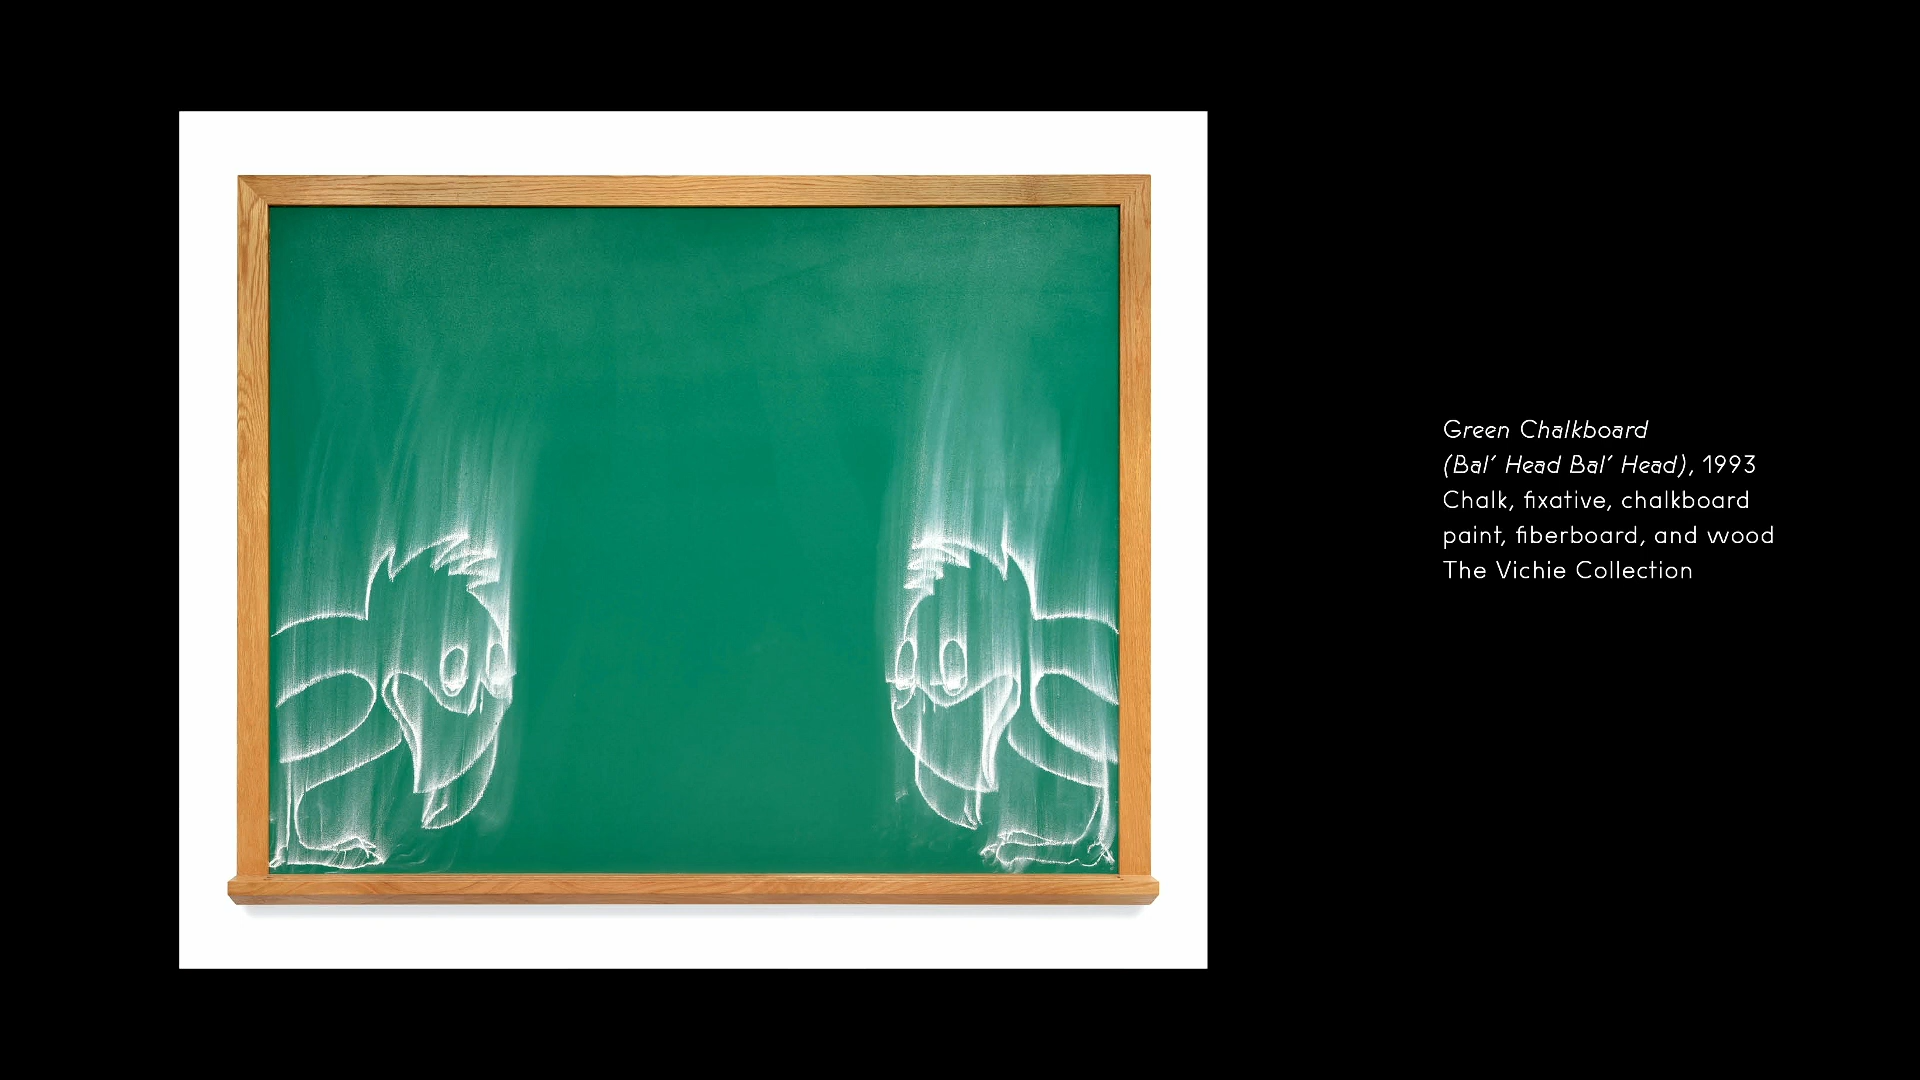 Green Chalkboard
(Bal’ Head Bal’ Head), 1993
Chalk, fixative, chalkboard
paint, fiberboard, and wood
The Vichie Collection